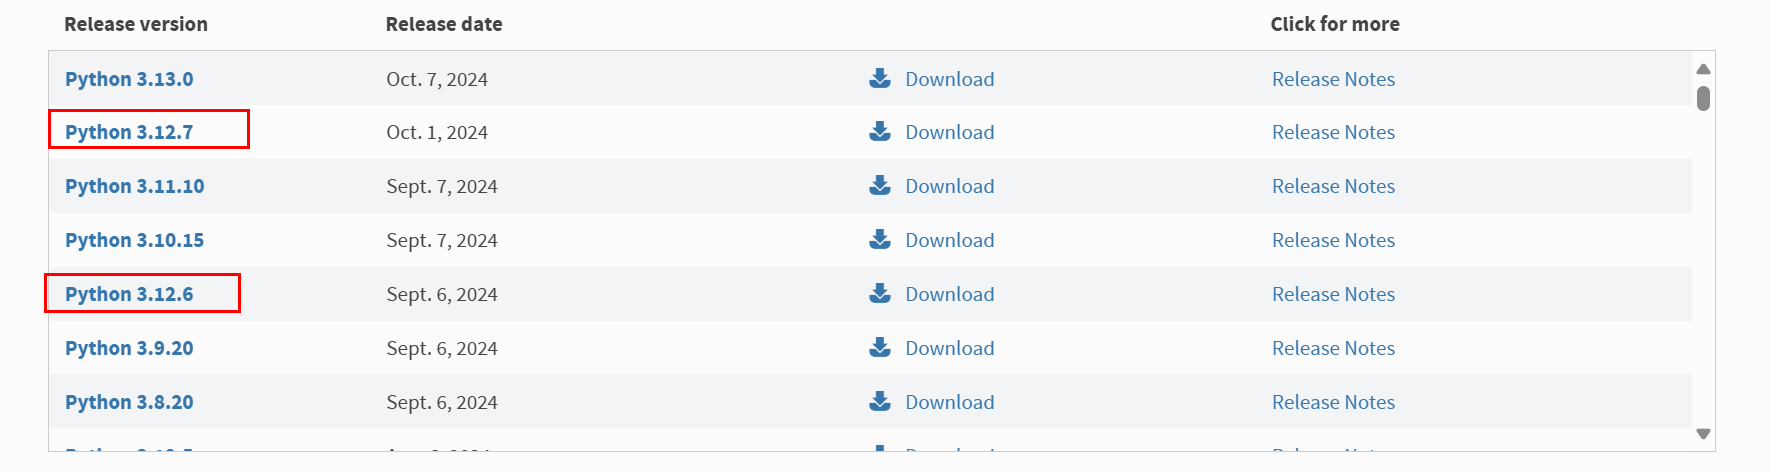 Release version Release date Click for more
Python 3.13.0 Oct. 7, 2024 Download Release Notes
Python 3.12.7 Oct. 1, 2024 Download Release Notes
Python 3.11.10 Sept. 7, 2024 Download Release Notes
Python 3.10.15 Sept. 7, 2024 Download Release Notes
Python 3.12.6 Sept. 6, 2024 Download Release Notes
Python 3.9.20 Sept. 6, 2024 Download Release Notes
Python 3.8.20 Sept. 6, 2024 Download Release Notes